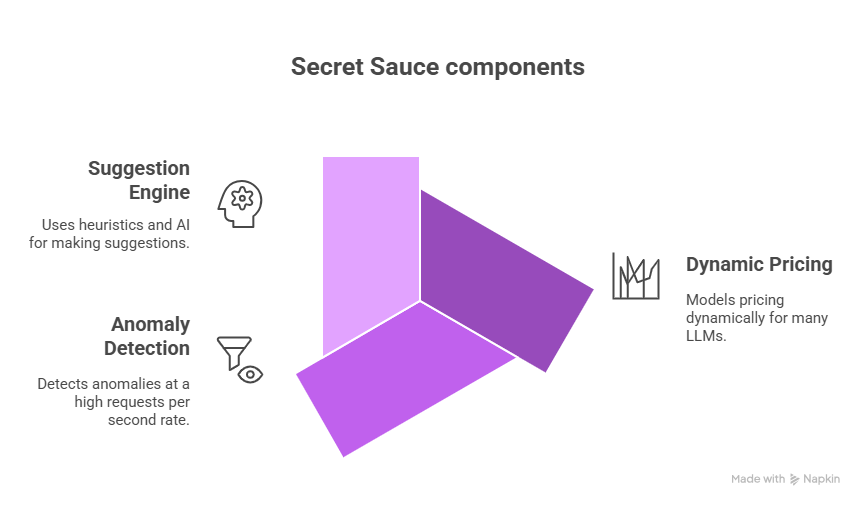 Secret Sauce components
Suggestion
Engine
Uses heuristics and AI
for making suggestions.
Anomaly
Detection
Detects anomalies at a
high requests per
second rate.
Dynamic Pricing
Models pricing
dynamically for many
LLMs.
Made with Napkin